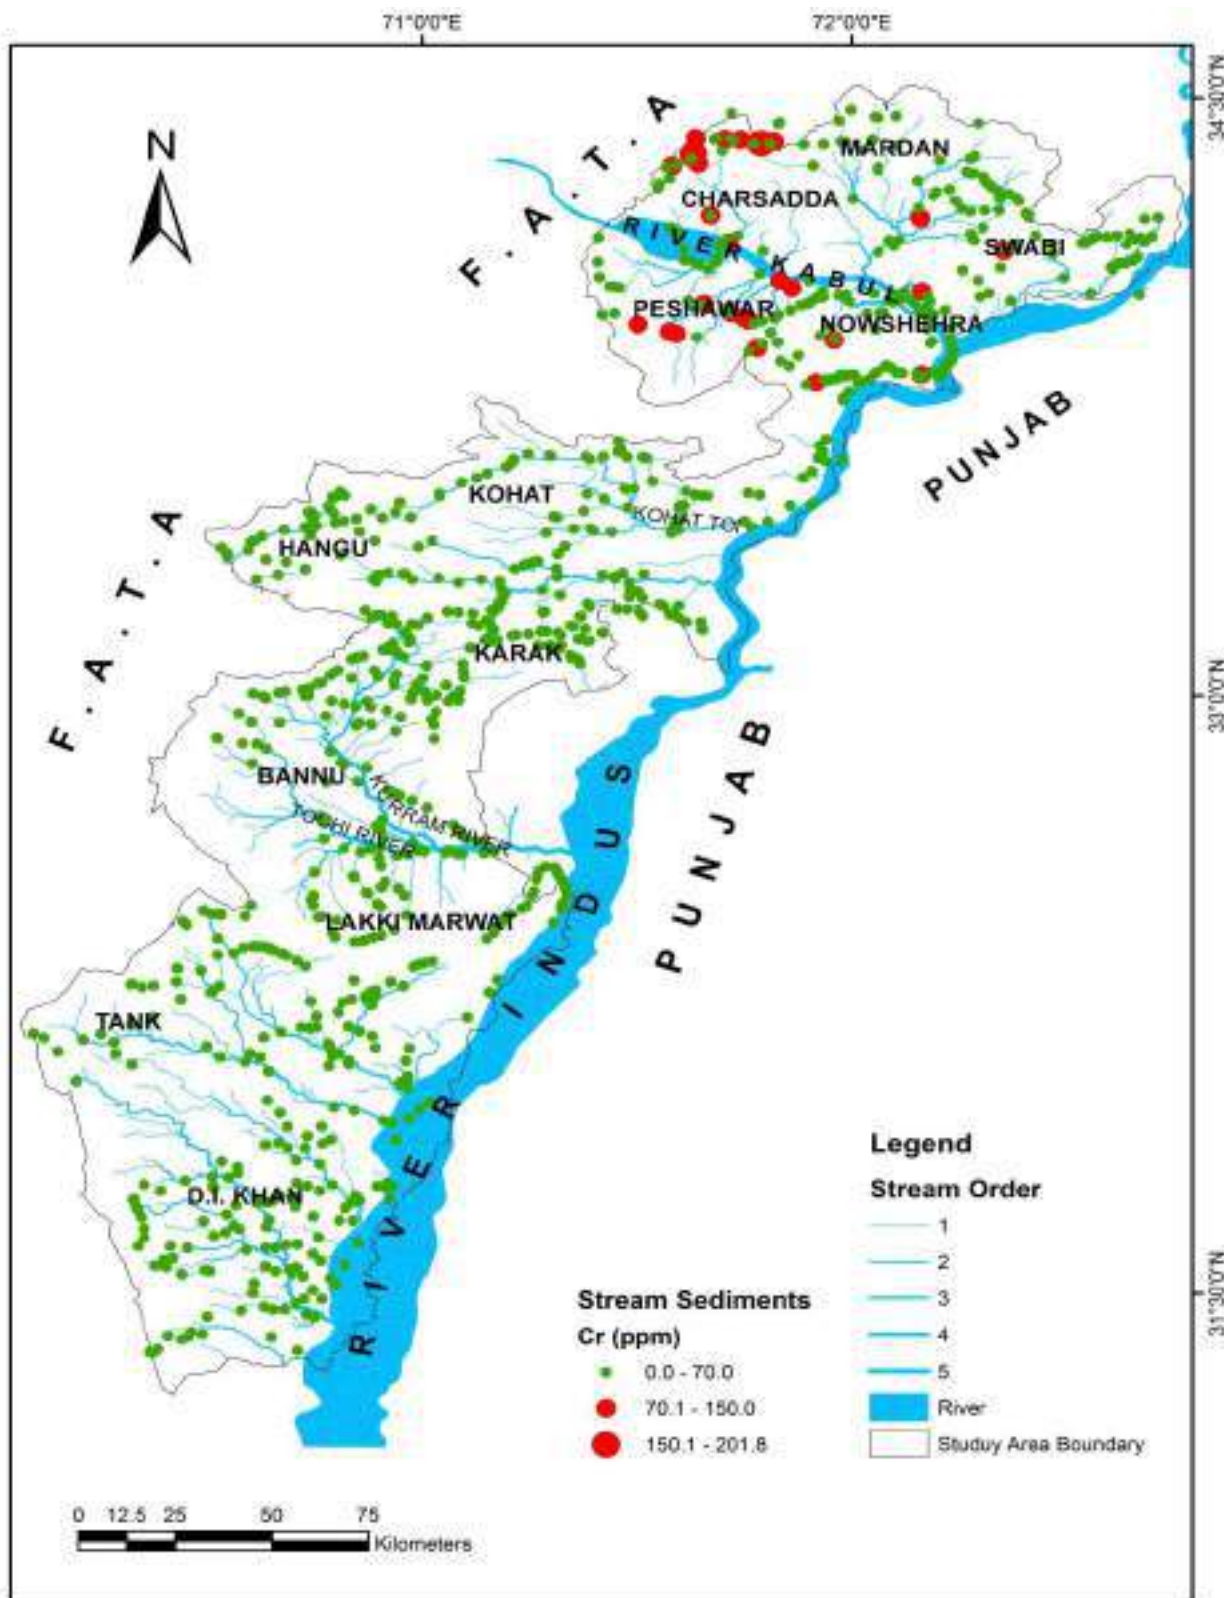 71°0'0"E 72°0'0"E
34°30'0"N
N
F . A . T . A
MARDAN
CHARSADDA
RIVER KABUL
SWABI
PESHAWAR
NOWSHEHRA
PUNJAB
KOHAT
KOHAT TOI
HANGU
F . A . T . A
KARAK
33°0'0"N
BANNU
KURRAM RIVER
TOCHI RIVER
PUNJAB
LAKKI MARWAT
RIVER INDUS
TANK
D.I. KHAN
31°30'0"N
Legend
Stream Order
1
2
3
4
5
River
Studuy Area Boundary
Stream Sediments
Cr (ppm)
0.0 - 70.0
70.1 - 150.0
150.1 - 201.8
0 12.5 25 50 75
Kilometers